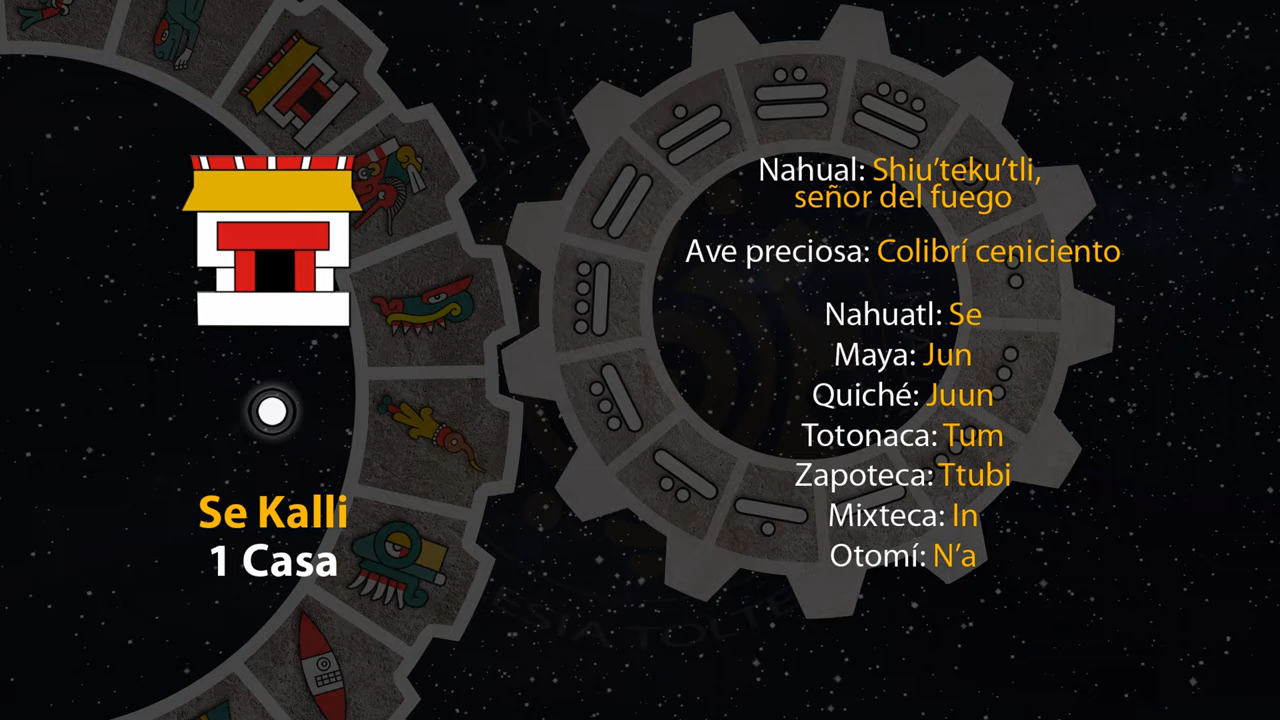 Se Kalli
1 Casa
Nahual: Shiu’teku’tli,
señor del fuego
Ave preciosa: Colibrí ceniciento
Nahuatl: Se
Maya: Jun
Quiché: Juun
Totonaca: Tum
Zapoteca: Ttubi
Mixteca: In
Otomí: N’a